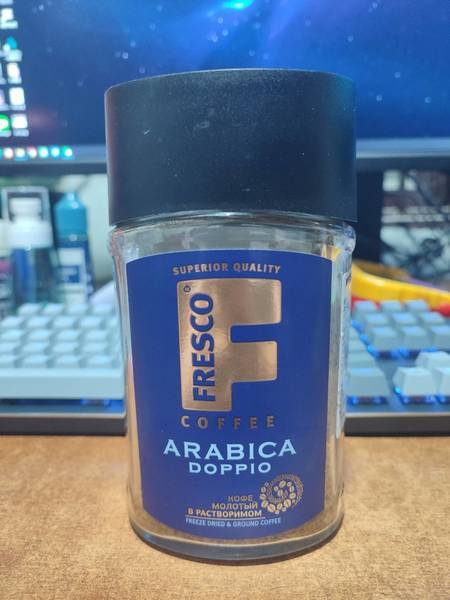 SUPERIOR QUALITY
FRESCO®
F
COFFEE
ARABICA
DOPPIO
КОФЕ
МОЛОТЫЙ
В РАСТВОРИМОМ
FREEZE DRIED & GROUND COFFEE